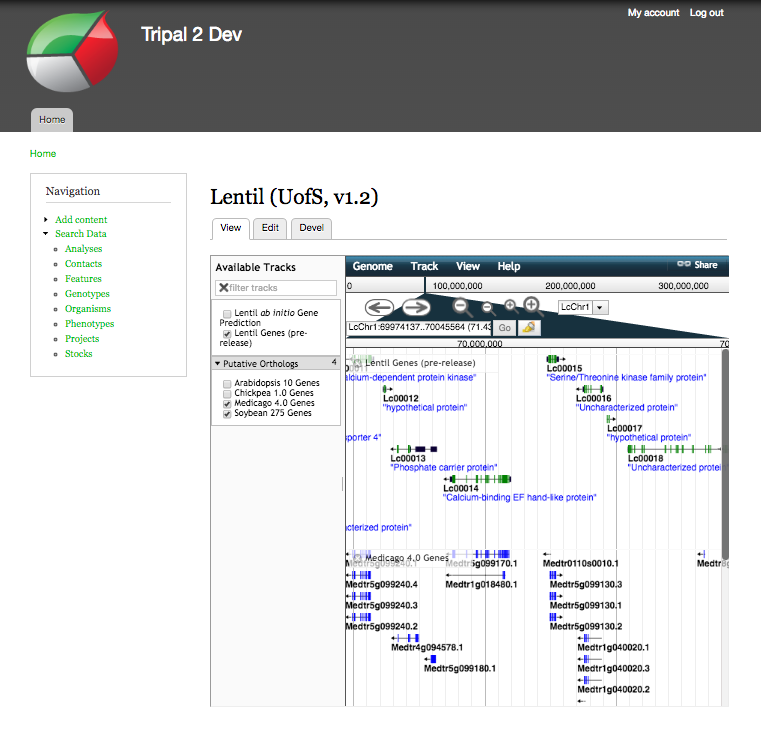 My account Log out
Tripal 2 Dev
Home
Home
Navigation
Add content
Search Data
Analyses
Contacts
Features
Genotypes
Organisms
Phenotypes
Projects
Stocks
Lentil (UofS, v1.2)
View Edit Devel
Available Tracks
filter tracks
Lentil ab initio Gene
Prediction
Lentil Genes (pre-
release)
Putative Orthologs 4
Arabidopsis 10 Genes
Chickpea 1.0 Genes
Medicago 4.0 Genes
Soybean 275 Genes
Genome Track View Help Share
0 100,000,000 200,000,000 300,000,000
LcChr1
LcChr1:69974137..70045564 (71.43 Go
70,000,000 70
Lentil Genes (pre-release)
Lc00015
alcium-dependent protein kinase" "Serine/Threonine kinase family protein"
Lc00012 Lc00016
"hypothetical protein" "Uncharacterized protein"
Lc00017
sporter 4" "hypothetical protein"
Lc00013 Lc00018
"Phosphate carrier protein" "Uncharacterized protei
Lc00014
"Calcium-binding EF hand-like protein"
acterized protein"
Medicago 4.0 Genes
Medtr5g099240.1 Medtr5g099170.1 Medtr0110s0010.1 Medtr8g
Medtr5g099240.4 Medtr1g018480.1 Medtr5g099130.3
Medtr5g099240.3 Medtr5g099130.1
Medtr5g099240.2 Medtr5g099130.2
Medtr4g094578.1 Medtr1g040020.1
Medtr5g099180.1 Medtr1g040020.3
Medtr1g040020.2